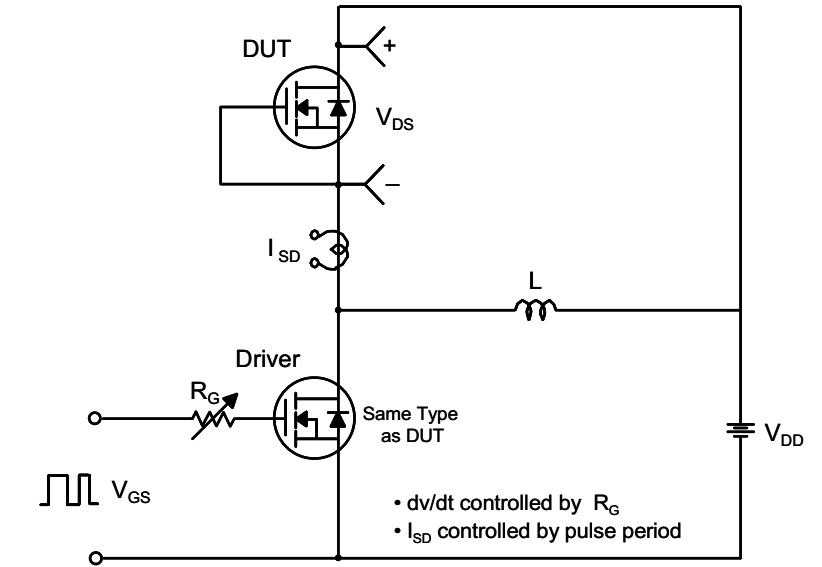 DUT
+
V_DS
–
I_SD
L
Driver
R_G
Same Type
as DUT
V_DD
V_GS
• dv/dt controlled by R_G
• I_SD controlled by pulse period